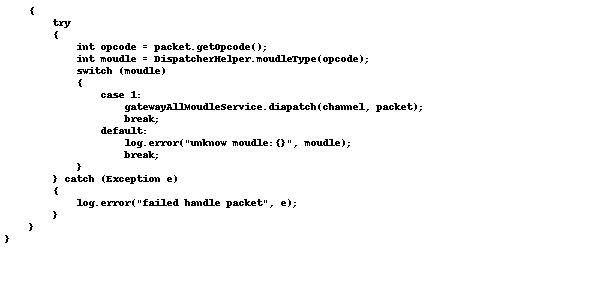 {
try
{
int opcode = packet.getOpcode();
int moudle = DispatcherHelper.moudleType(opcode);
switch (moudle)
{
case 1:
gatewayAllMoudleService.dispatch(channel, packet);
break;
default:
log.error("unknow moudle:{}", moudle);
break;
}
} catch (Exception e)
{
log.error("failed handle packet", e);
}
}
}